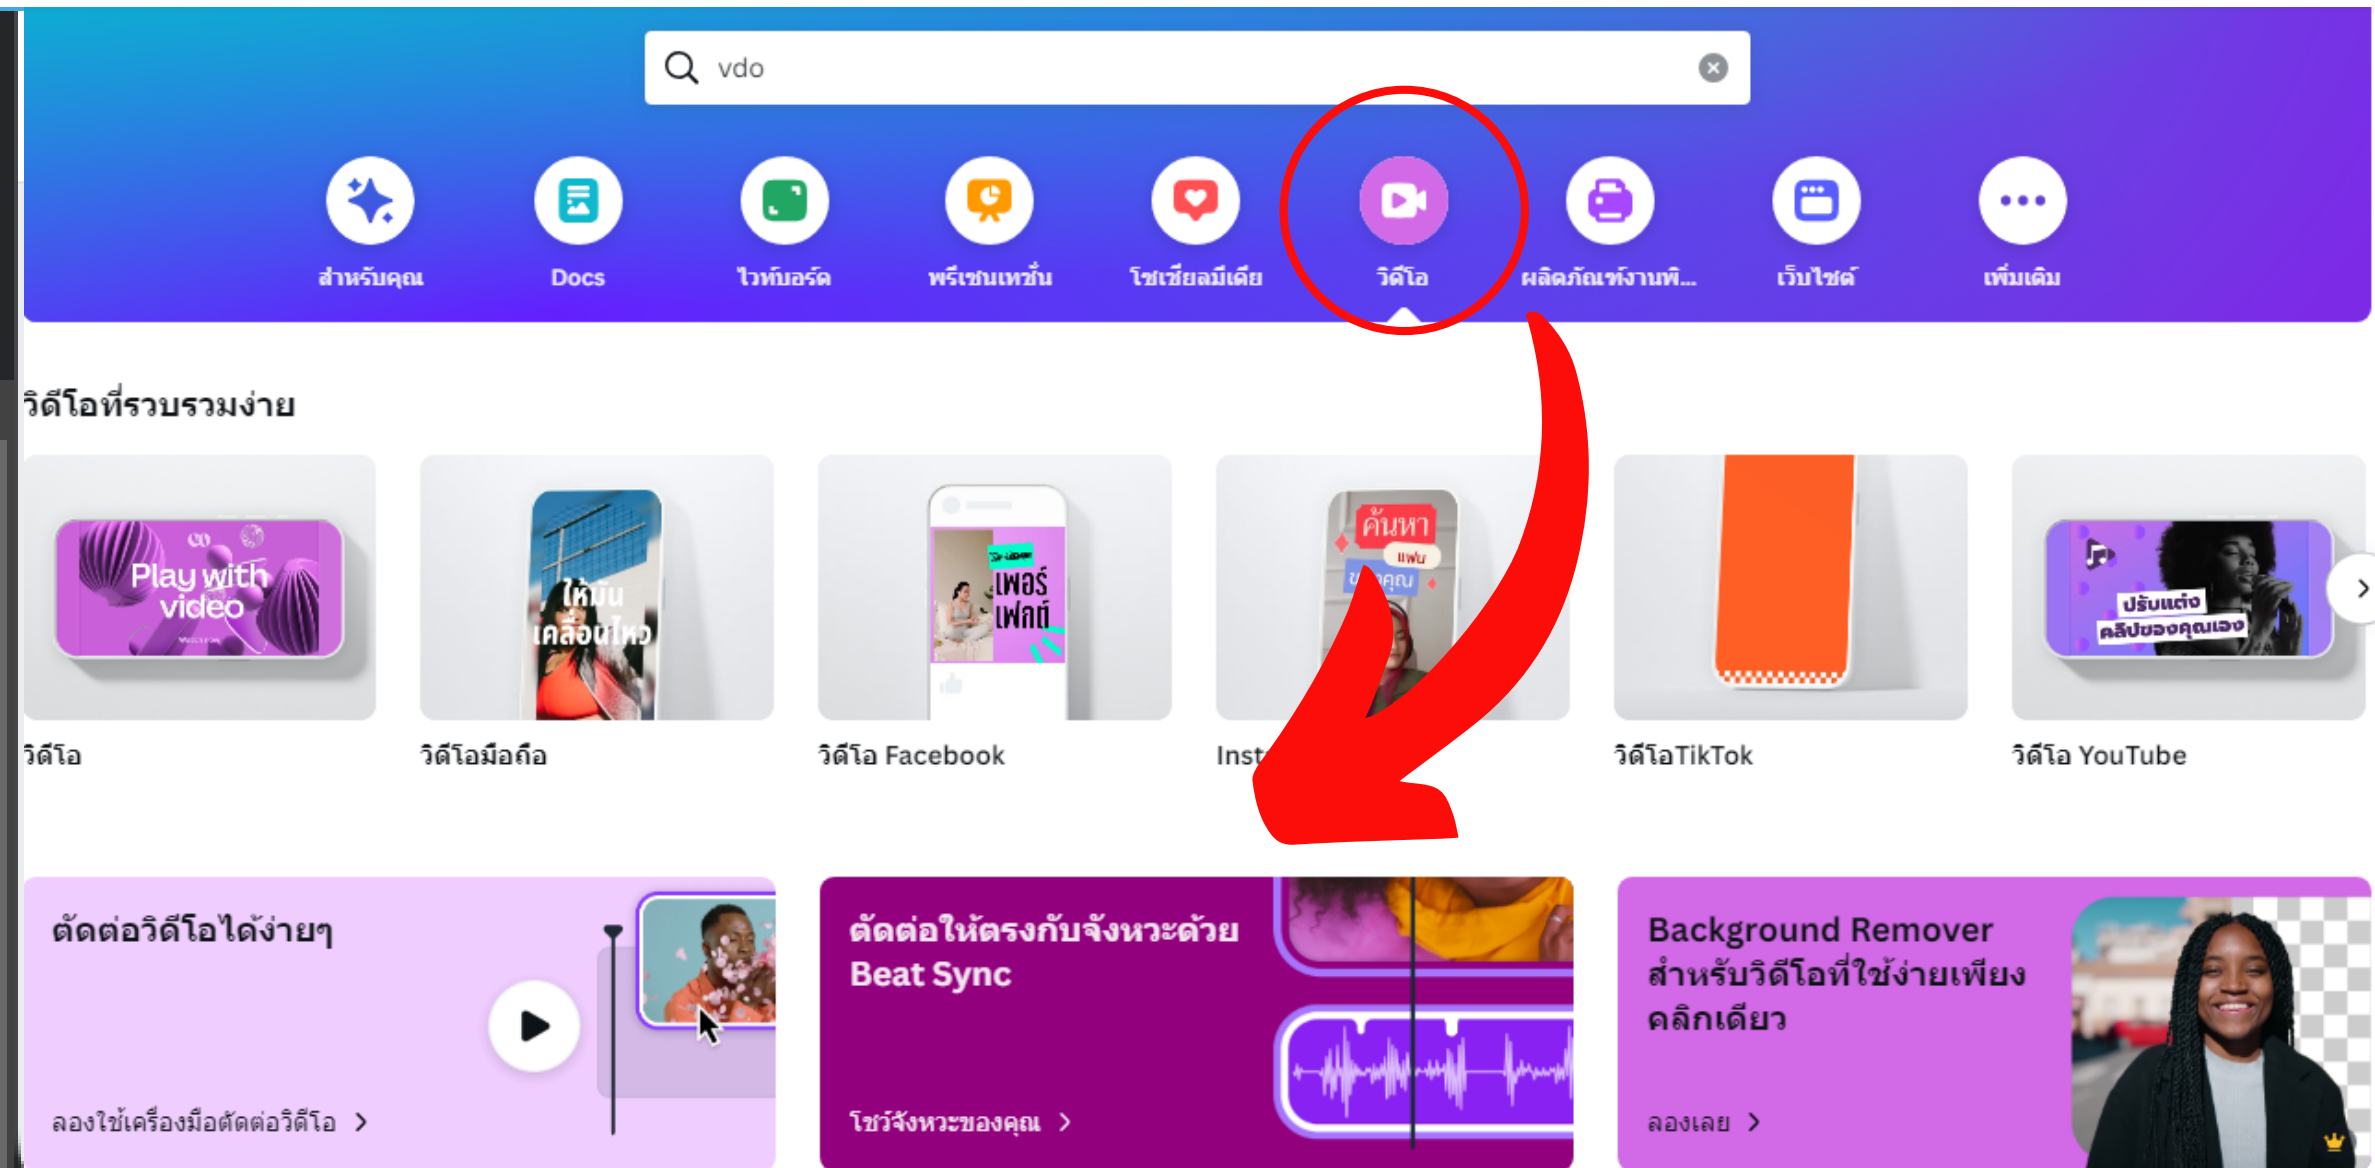 vdo
สำหรับคุณ
Docs
ไวท์บอร์ด
พรีเซนเทชั่น
โซเชียลมีเดีย
วิดีโอ
ผลิตภัณฑ์งานพิ...
เว็บไซต์
เพิ่มเติม
วิดีโอที่รวบรวมง่าย
Play with
video
ให้มัน
เคลื่อนไหว
เพอร์
เฟกต์
ค้นหา
แฟน
ของคุณ
ปรับแต่ง
คลิปของคุณเอง
วิดีโอ
วิดีโอมือถือ
วิดีโอ Facebook
วิดีโอTikTok
วิดีโอ YouTube
ตัดต่อวิดีโอได้ง่ายๆ
ลองใช้เครื่องมือตัดต่อวิดีโอ
ตัดต่อให้ตรงกับจังหวะด้วย
Beat Sync
โชว์จังหวะของคุณ
Background Remover
สำหรับวิดีโอที่ใช้ง่ายเพียง
คลิกเดียว
ลองเลย